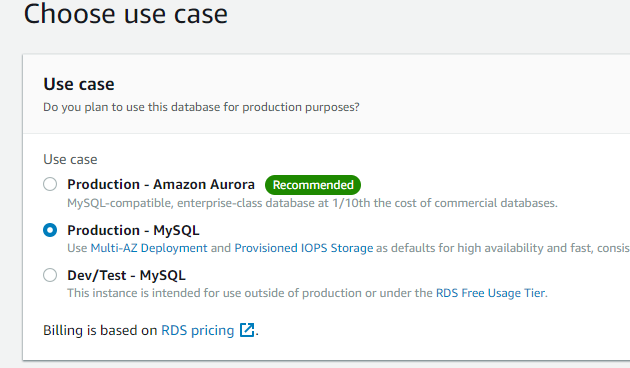 Choose use case
Use case
Do you plan to use this database for production purposes?
Use case
Production - Amazon Aurora Recommended
MySQL-compatible, enterprise-class database at 1/10th the cost of commercial databases.
Production - MySQL
Use Multi-AZ Deployment and Provisioned IOPS Storage as defaults for high availability and fast, consis
Dev/Test - MySQL
This instance is intended for use outside of production or under the RDS Free Usage Tier.
Billing is based on RDS pricing.